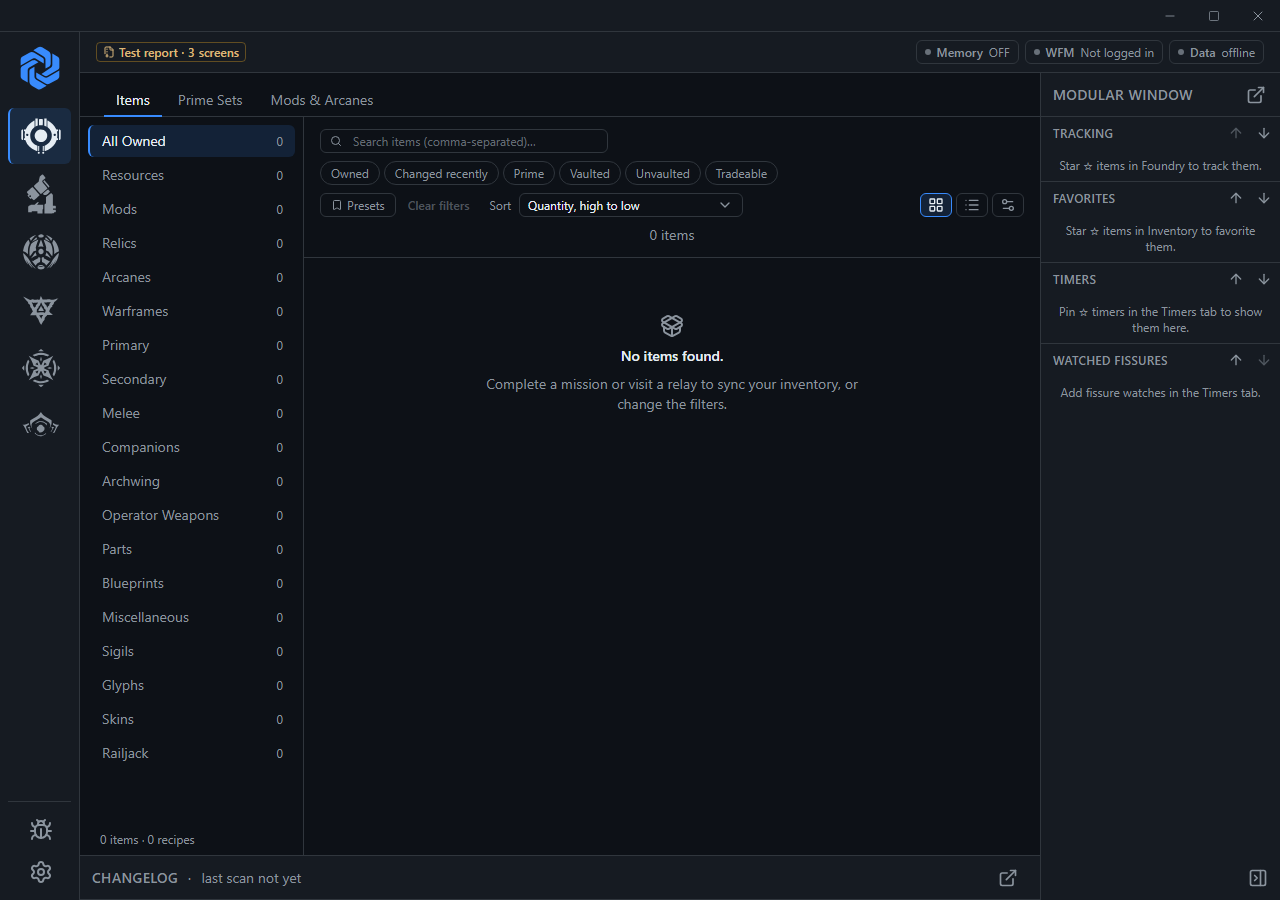 Test report · 3 screens
Memory OFF
WFM Not logged in
Data offline
Items
Prime Sets
Mods & Arcanes
MODULAR WINDOW
All Owned 0
Resources 0
Mods 0
Relics 0
Arcanes 0
Warframes 0
Primary 0
Secondary 0
Melee 0
Companions 0
Archwing 0
Operator Weapons 0
Parts 0
Blueprints 0
Miscellaneous 0
Sigils 0
Glyphs 0
Skins 0
Railjack 0
0 items · 0 recipes
Search items (comma-separated)...
Owned
Changed recently
Prime
Vaulted
Unvaulted
Tradeable
Presets
Clear filters
Sort
Quantity, high to low
0 items
No items found.
Complete a mission or visit a relay to sync your inventory, or
change the filters.
TRACKING
Star ☆ items in Foundry to track them.
FAVORITES
Star ☆ items in Inventory to favorite
them.
TIMERS
Pin ☆ timers in the Timers tab to show
them here.
WATCHED FISSURES
Add fissure watches in the Timers tab.
CHANGELOG · last scan not yet